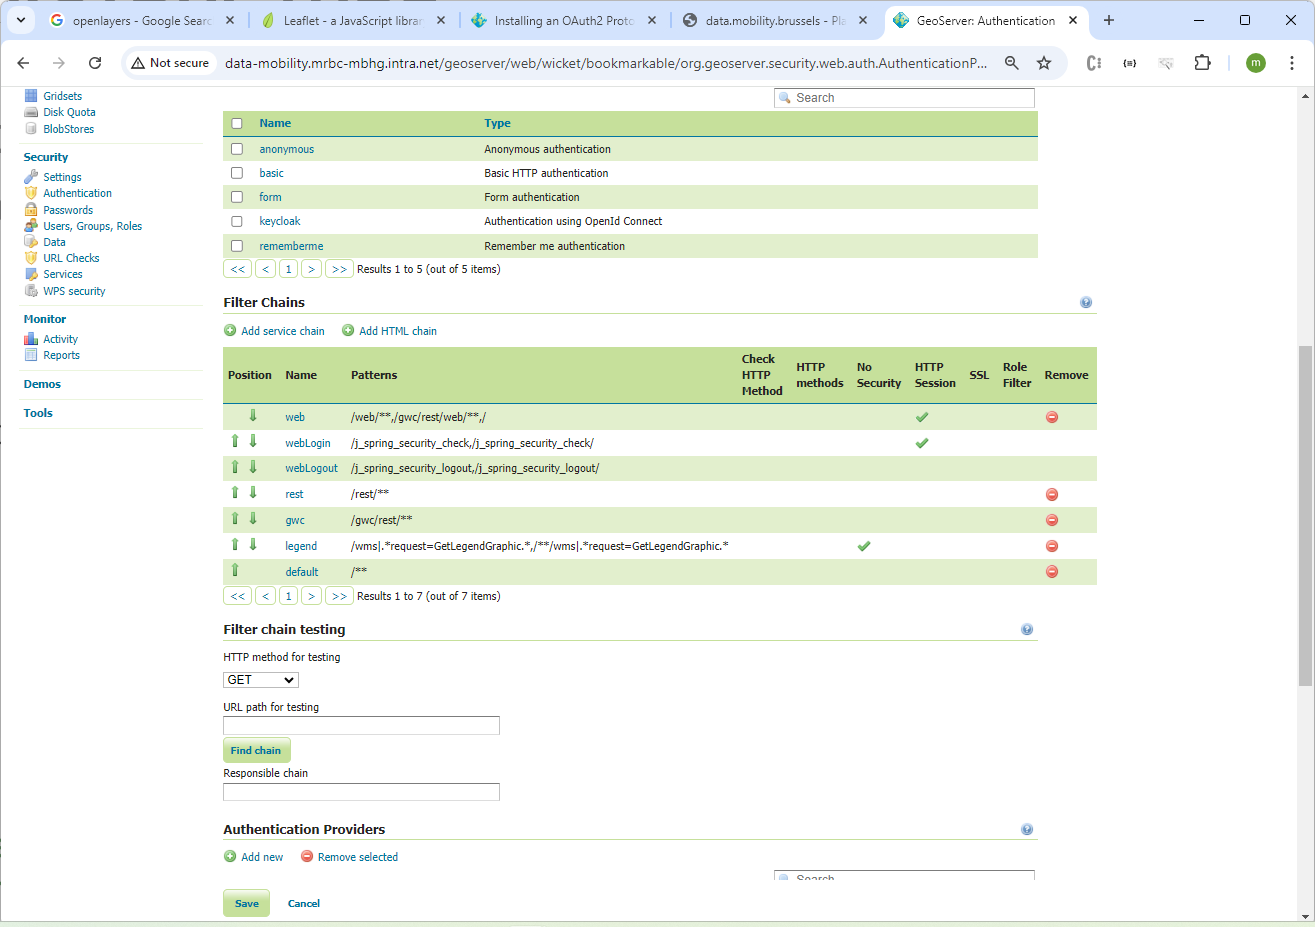 openlayers - Google Sear
Leaflet - a JavaScript librar
Installing an OAuth2 Proto
data.mobility.brussels - Pla
GeoServer: Authentication
Not secure
data-mobility.mrbc-mbhg.intra.net/geoserver/web/wicket/bookmarkable/org.geoserver.security.web.auth.AuthenticationP...
m
Gridsets
Disk Quota
BlobStores
Security
Settings
Authentication
Passwords
Users, Groups, Roles
Data
URL Checks
Services
WPS security
Monitor
Activity
Reports
Demos
Tools
Search
Name Type
anonymous Anonymous authentication
basic Basic HTTP authentication
form Form authentication
keycloak Authentication using OpenId Connect
rememberme Remember me authentication
<< < 1 > >> Results 1 to 5 (out of 5 items)
Filter Chains
Add service chain Add HTML chain
Position Name Patterns Check HTTP Method HTTP methods No Security HTTP Session SSL Role Filter Remove
web /web/**,/gwc/rest/web/**,/
webLogin /j_spring_security_check,/j_spring_security_check/
webLogout /j_spring_security_logout,/j_spring_security_logout/
rest /rest/**
gwc /gwc/rest/**
legend /wms|.*request=GetLegendGraphic.*,/**/wms|.*request=GetLegendGraphic.*
default /**
<< < 1 > >> Results 1 to 7 (out of 7 items)
Filter chain testing
HTTP method for testing
GET
URL path for testing
Find chain
Responsible chain
Authentication Providers
Add new Remove selected
Search
Save Cancel